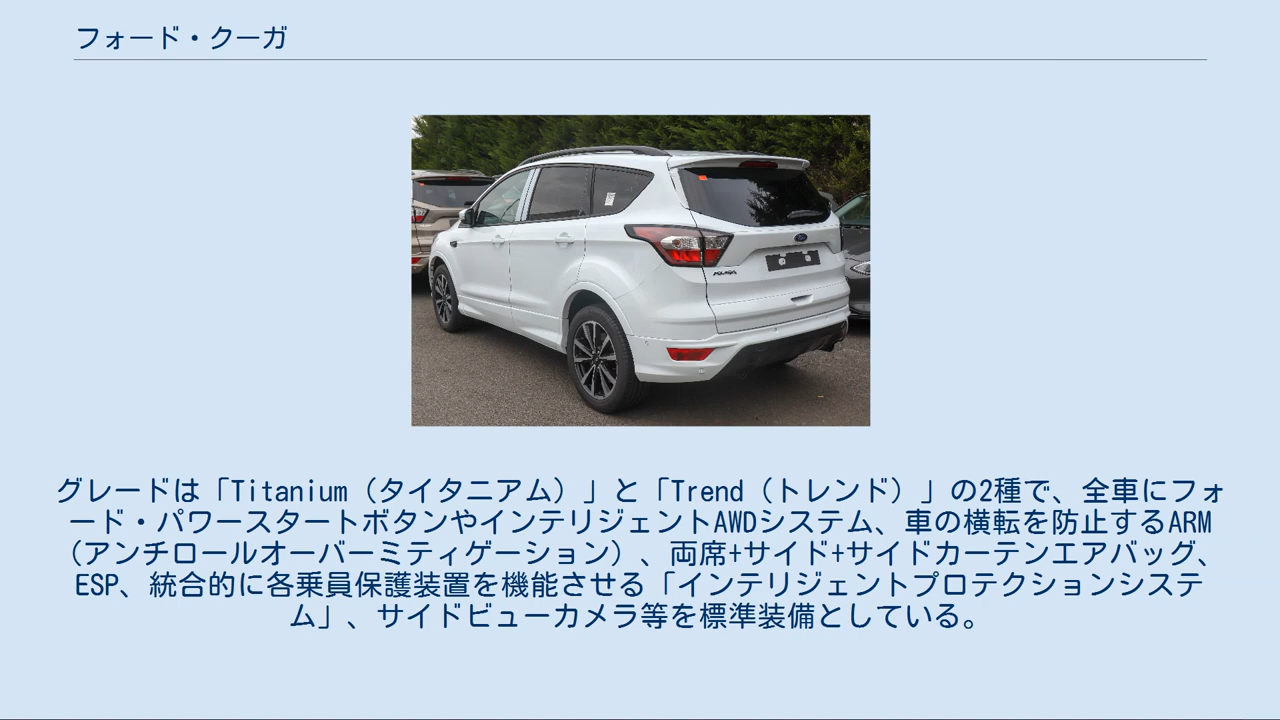 フォード・クーガ
Ford
KUGA
グレードは「Titanium（タイタニアム）」と「Trend（トレンド）」の2種で、全車にフォ
ード・パワースタートボタンやインテリジェントAWDシステム、車の横転を防止するARM
（アンチロールオーバーミティゲーション）、両席+サイド+サイドカーテンエアバッグ、
ESP、統合的に各乗員保護装置を機能させる「インテリジェントプロテクションシステ
ム」、サイドビューカメラ等を標準装備としている。